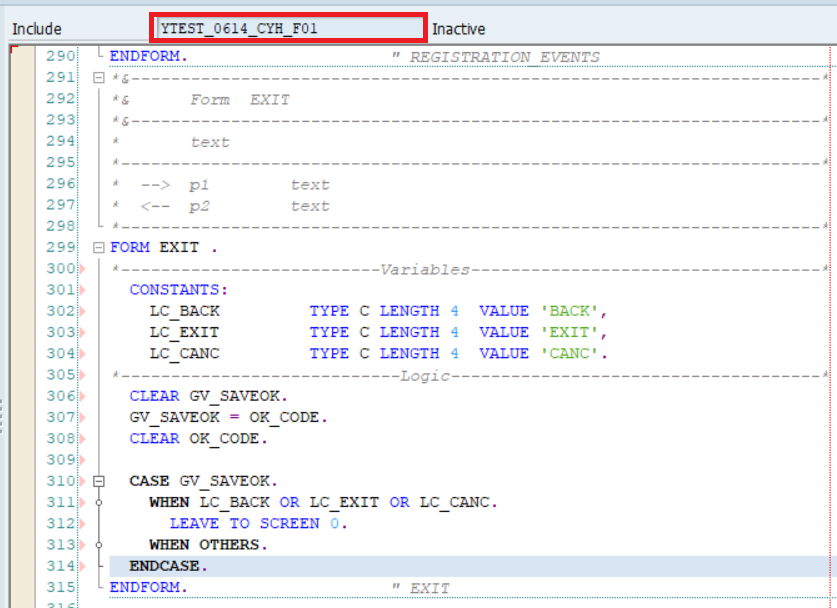 Include YTEST_0614_CYH_F01 Inactive
290 ENDFORM. " REGISTRATION_EVENTS
291 *&---------------------------------------------------------------------*
292 *& Form EXIT
293 *&---------------------------------------------------------------------*
294 * text
295 *----------------------------------------------------------------------*
296 * --> p1 text
297 * <-- p2 text
298 *----------------------------------------------------------------------*
299 FORM EXIT .
300 *--------------------------Variables-----------------------------------*
301 CONSTANTS:
302 LC_BACK TYPE C LENGTH 4 VALUE 'BACK',
303 LC_EXIT TYPE C LENGTH 4 VALUE 'EXIT',
304 LC_CANC TYPE C LENGTH 4 VALUE 'CANC'.
305 *----------------------------Logic-------------------------------------*
306 CLEAR GV_SAVEOK.
307 GV_SAVEOK = OK_CODE.
308 CLEAR OK_CODE.
309
310 CASE GV_SAVEOK.
311 WHEN LC_BACK OR LC_EXIT OR LC_CANC.
312 LEAVE TO SCREEN 0.
313 WHEN OTHERS.
314 ENDCASE.
315 ENDFORM. " EXIT
316